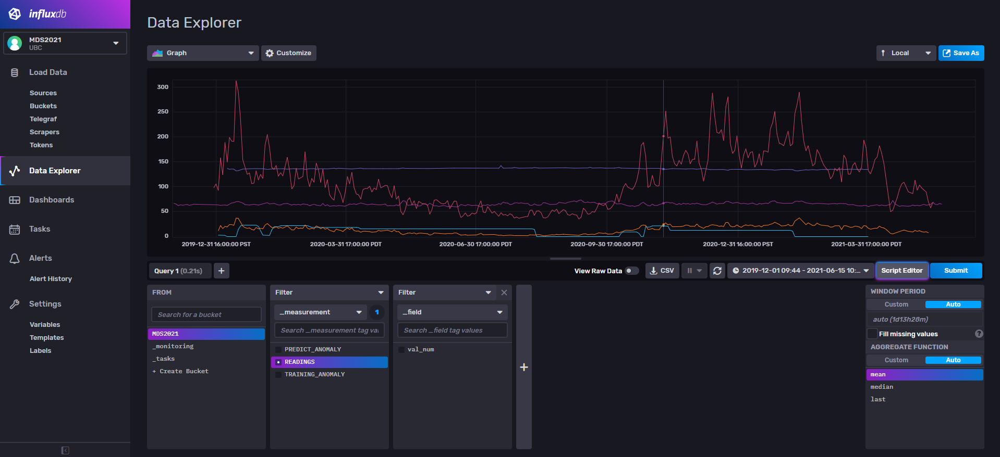 influxdb
MDS2021
UBC
Load Data
Sources
Buckets
Telegraf
Scrapers
Tokens
Data Explorer
Dashboards
Tasks
Alerts
Alert History
Settings
Variables
Templates
Labels
Data Explorer
Graph
Customize
Local
Save As
300
250
200
150
100
50
0
2019-12-31 16:00:00 PST
2020-03-31 17:00:00 PDT
2020-06-30 17:00:00 PDT
2020-09-30 17:00:00 PDT
2020-12-31 16:00:00 PST
2021-03-31 17:00:00 PDT
Query 1 (0.21s)
+
View Raw Data
CSV
2019-12-01 09:44 - 2021-06-15 10:...
Script Editor
Submit
FROM
Search for a bucket
MDS2021
_monitoring
_tasks
+ Create Bucket
Filter
_measurement
1
Search _measurement tag val
PREDICT_ANOMALY
READINGS
TRAINING_ANOMALY
Filter
_field
Search _field tag values
val_num
+
WINDOW PERIOD
Custom
Auto
auto (1d13h28m)
Fill missing values
?
AGGREGATE FUNCTION
Custom
Auto
mean
median
last